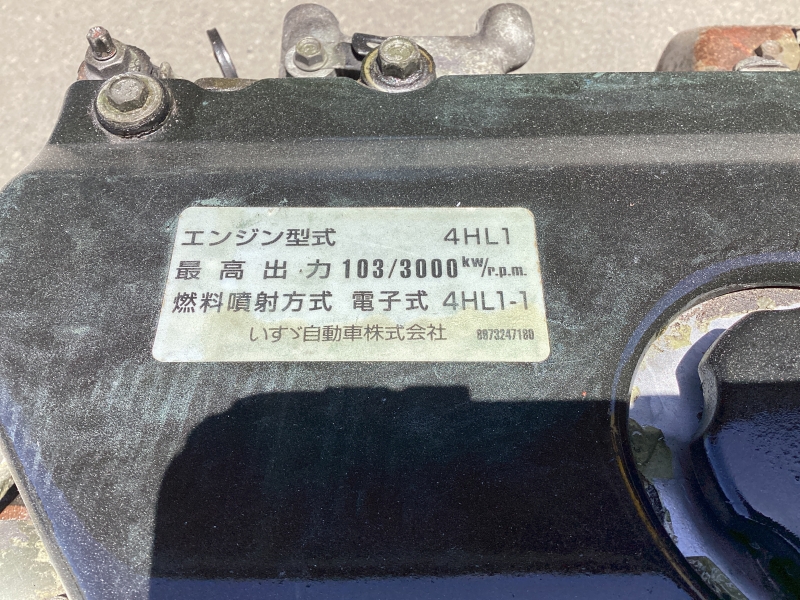 エンジン型式 4HL1
最高出力 103/3000 kW/r.p.m.
燃料噴射方式 電子式 4HL1-1
いすゞ自動車株式会社 8973247180